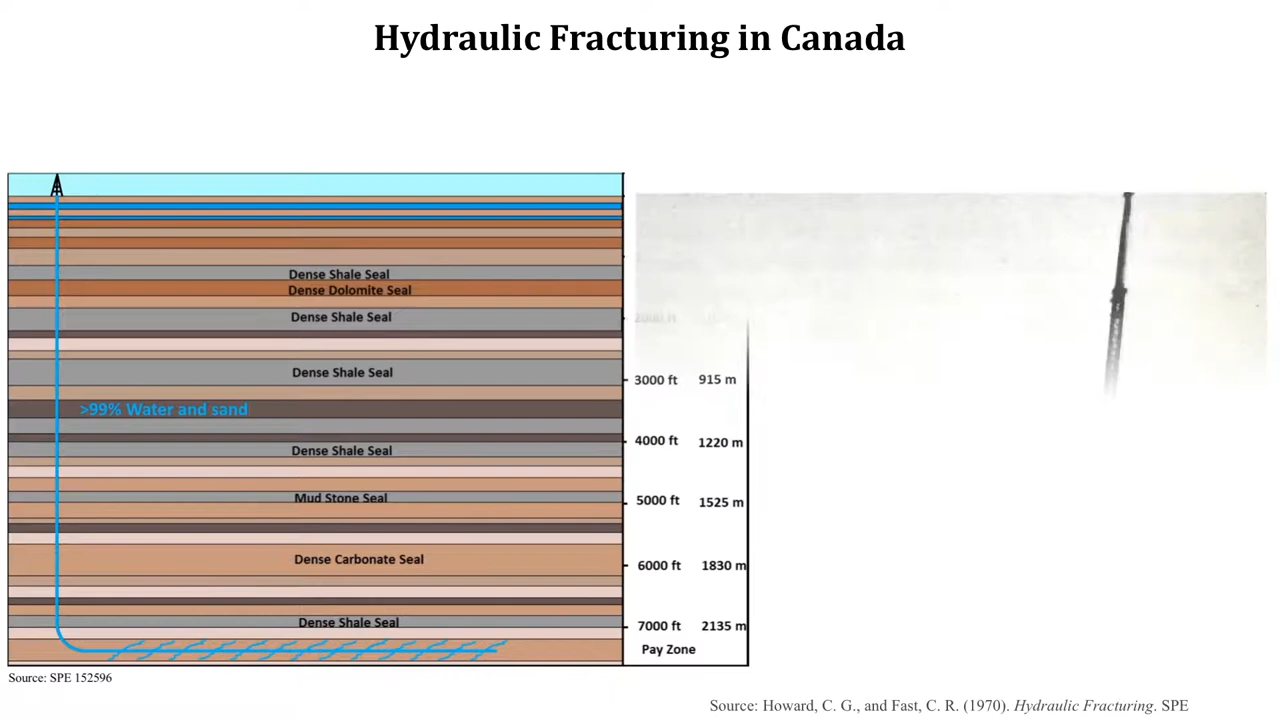 Hydraulic Fracturing in Canada
Dense Shale Seal
Dense Dolomite Seal
Dense Shale Seal
2000 ft
Dense Shale Seal
3000 ft 915 m
>99% Water and sand
4000 ft 1220 m
Dense Shale Seal
Mud Stone Seal
5000 ft 1525 m
Dense Carbonate Seal
6000 ft 1830 m
Dense Shale Seal
7000 ft 2135 m
Pay Zone
Source: SPE 152596
Source: Howard, C. G., and Fast, C. R. (1970). Hydraulic Fracturing. SPE